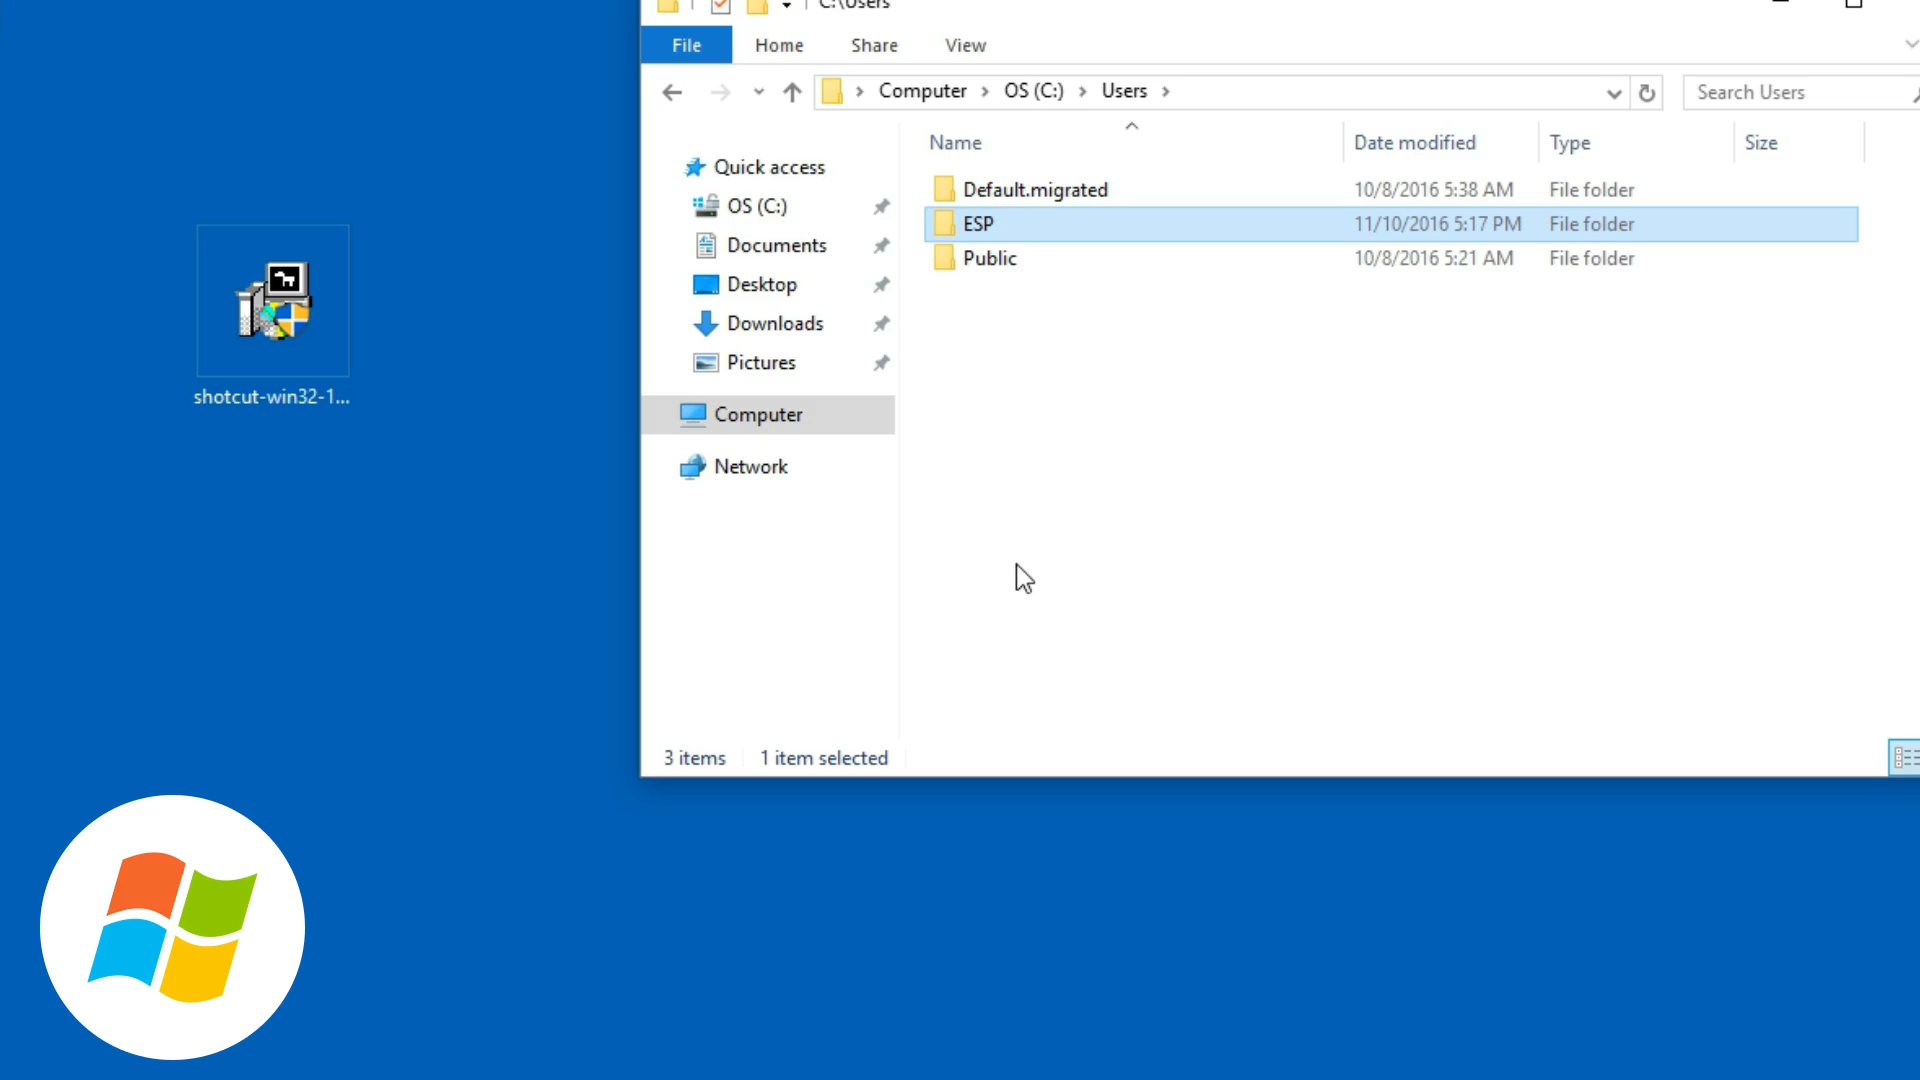 C:\Users
File Home Share View
Computer OS (C:) Users
Search Users
Name Date modified Type Size
Quick access
OS (C:)
Documents
Desktop
Downloads
Pictures
Computer
Network
Default.migrated 10/8/2016 5:38 AM File folder
ESP 11/10/2016 5:17 PM File folder
Public 10/8/2016 5:21 AM File folder
shotcut-win32-1...
3 items 1 item selected